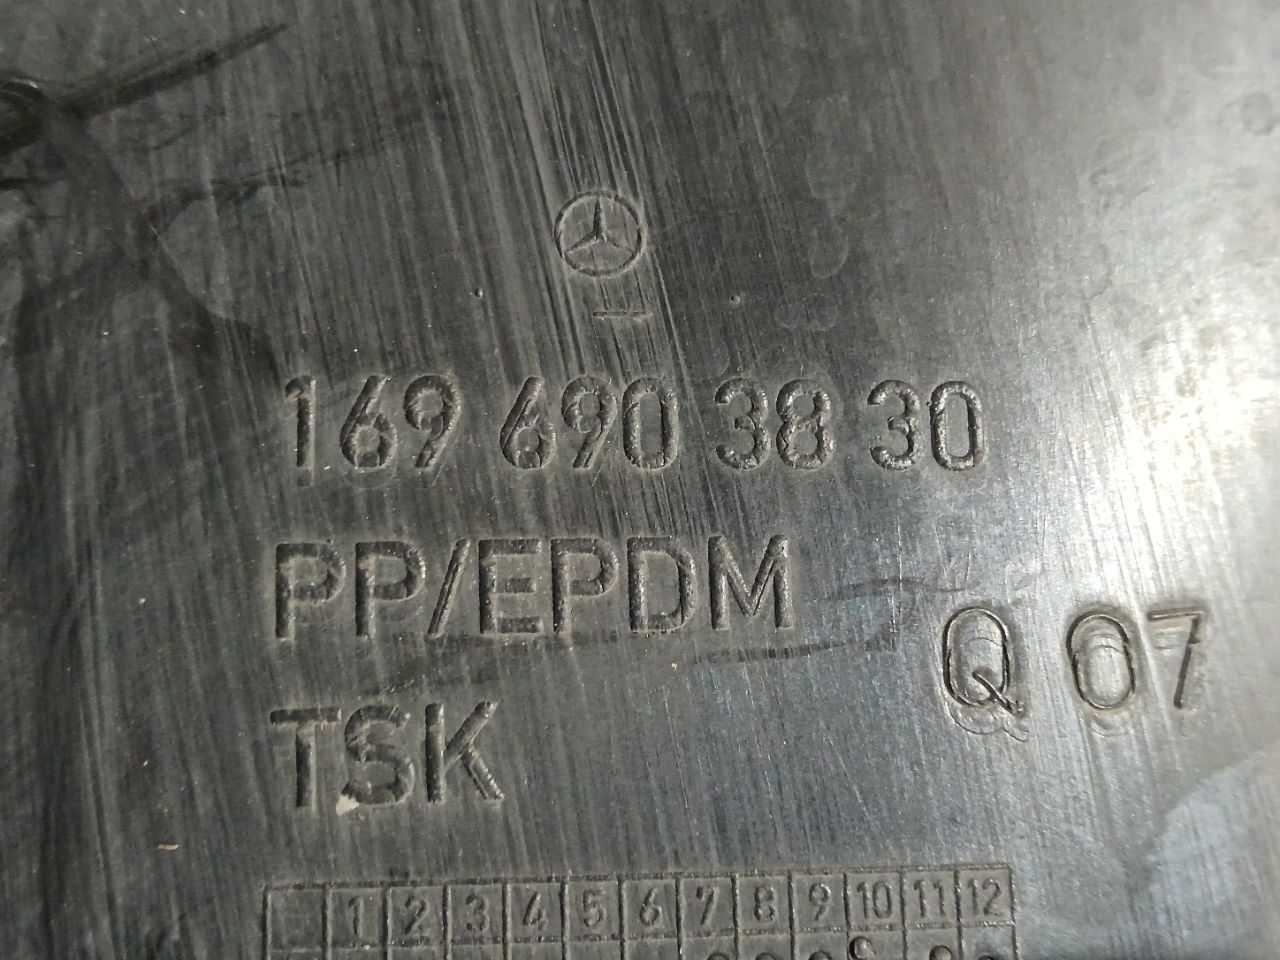 169 690 38 30
PP/EPDM
Q 07
TSK
1 2 3 4 5 6 7 8 9 10 11 12